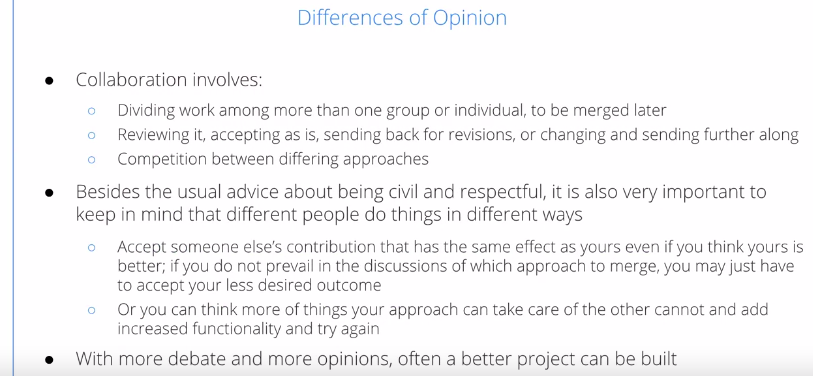 Differences of Opinion
● Collaboration involves:
○ Dividing work among more than one group or individual, to be merged later
○ Reviewing it, accepting as is, sending back for revisions, or changing and sending further along
○ Competition between differing approaches
● Besides the usual advice about being civil and respectful, it is also very important to
keep in mind that different people do things in different ways
○ Accept someone else’s contribution that has the same effect as yours even if you think yours is
better; if you do not prevail in the discussions of which approach to merge, you may just have
to accept your less desired outcome
○ Or you can think more of things your approach can take care of the other cannot and add
increased functionality and try again
● With more debate and more opinions, often a better project can be built